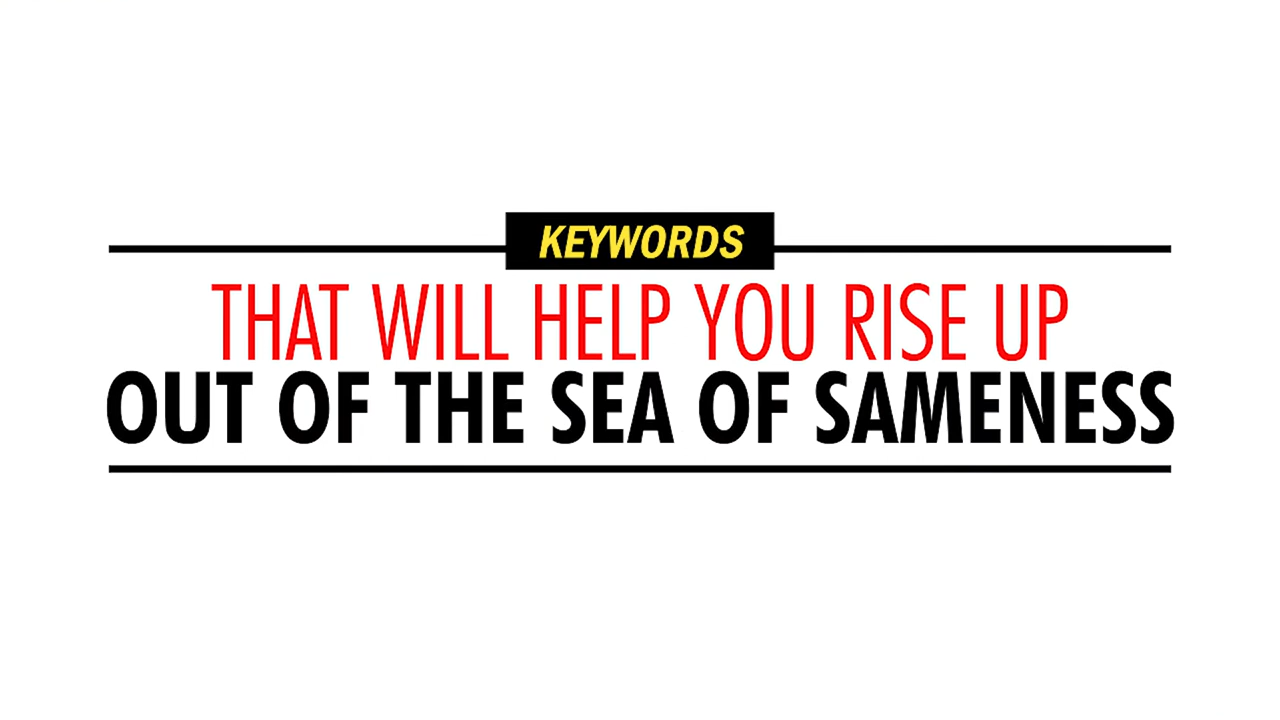 KEYWORDS
THAT WILL HELP YOU RISE UP
OUT OF THE SEA OF SAMENESS